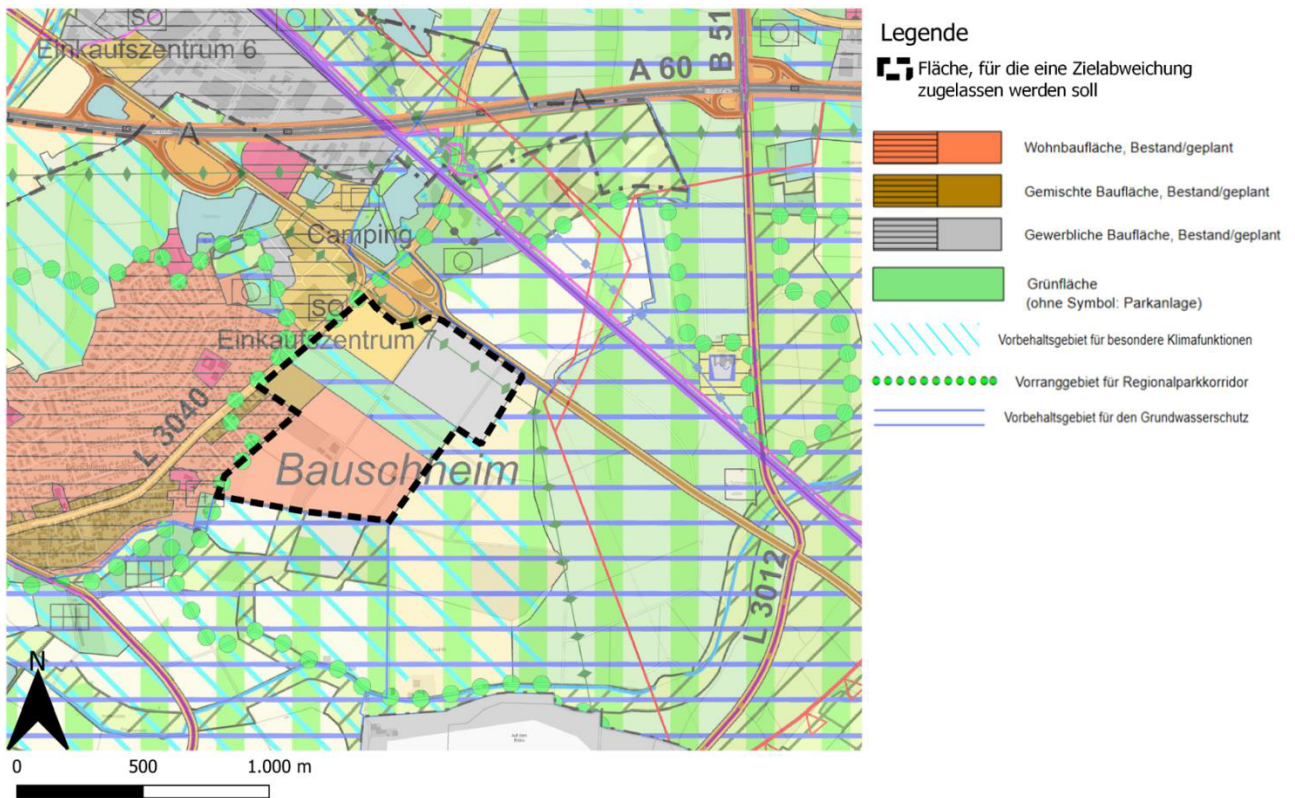 SO
Einkaufszentrum 6
A 60
B 51
A
A
Camping
SO
Einkaufszentrum 7
L 3040
Bauschheim
L 3012
N
0 500 1.000 m
Legende
Fläche, für die eine Zielabweichung
zugelassen werden soll
Wohnbaufläche, Bestand/geplant
Gemischte Baufläche, Bestand/geplant
Gewerbliche Baufläche, Bestand/geplant
Grünfläche
(ohne Symbol: Parkanlage)
Vorbehaltsgebiet für besondere Klimafunktionen
Vorranggebiet für Regionalparkkorridor
Vorbehaltsgebiet für den Grundwasserschutz